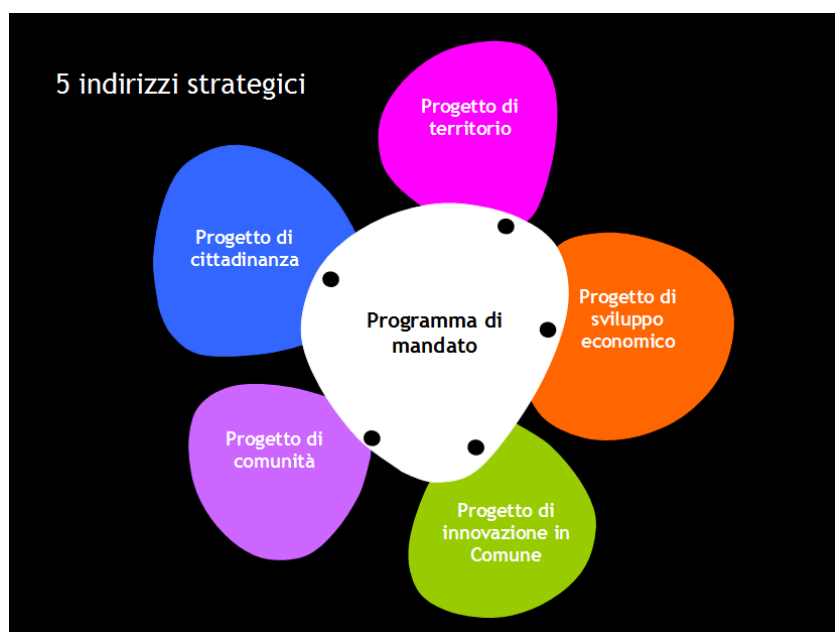 5 indirizzi strategici
Progetto di
territorio
Progetto di
cittadinanza
Progetto di
sviluppo
economico
Programma di
mandato
Progetto di
comunità
Progetto di
innovazione in
Comune